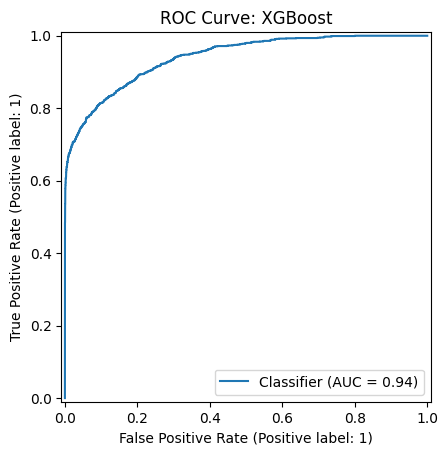 ROC Curve: XGBoost
True Positive Rate (Positive label: 1)
1.0
0.8
0.6
0.4
0.2
0.0
Classifier (AUC = 0.94)
0.0 0.2 0.4 0.6 0.8 1.0
False Positive Rate (Positive label: 1)